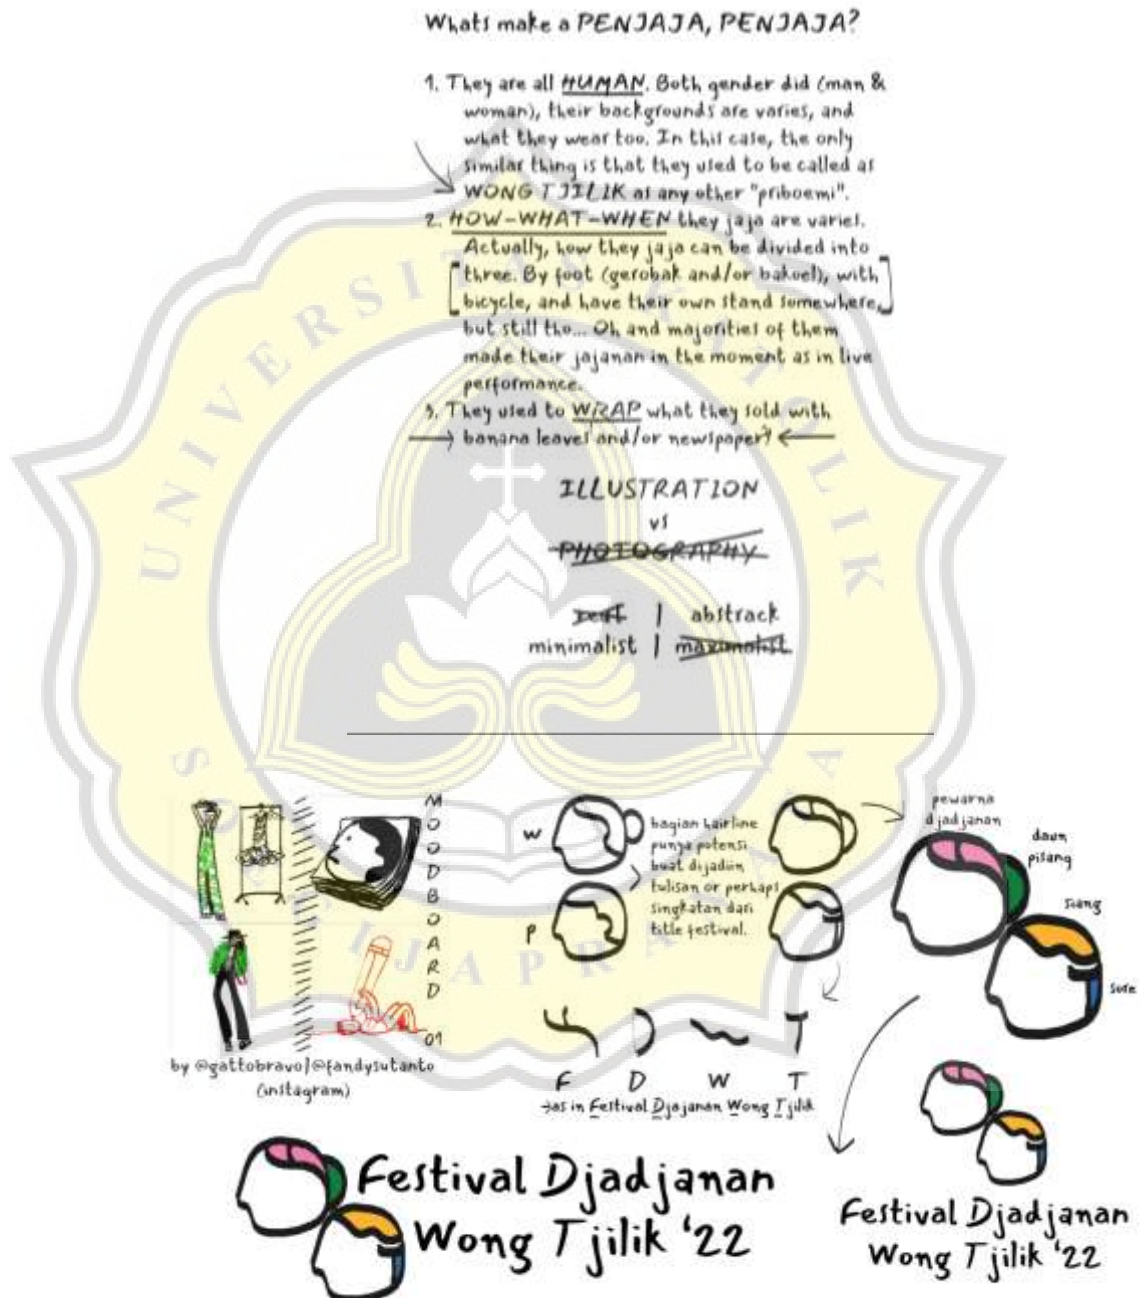 Whats make a PENJAJA, PENJAJA?
1. They are all HUMAN. Both gender did (man &
woman), their backgrounds are varies, and
what they wear too. In this case, the only
similar thing is that they used to be called as
WONG TJILIK as any other "priboemi".
2. HOW-WHAT-WHEN they jaja are varies.
Actually, how they jaja can be divided into
three. By foot (gerobak and/or bakoel), with
bicycle, and have their own stand somewhere,
but still tho... Oh and majorities of them
made their jajanan in the moment as in live
performance.
3. They used to WRAP what they sold with
banana leaves and/or newspaper?
ILLUSTRATION
vs
PHOTOGRAPHY
| abstrack
minimalist | maximalist
UNIVERSITAS KATOLIK
SOEGIJAPRANATA
MOODBOARD 01
by @gattobravo/@fandysutanto
(instagram)
W
P
bagian hairline
punya potensi
buat dijadiin
tulisan or perhaps
singkatan dari
title festival.
pewarna
djadjanan
daun
pisang
siang
sore
F D W T
→as in Festival Djajanan Wong Tjilik
Festival Djadjanan
Wong Tjilik '22
Festival Djadjanan
Wong Tjilik '22